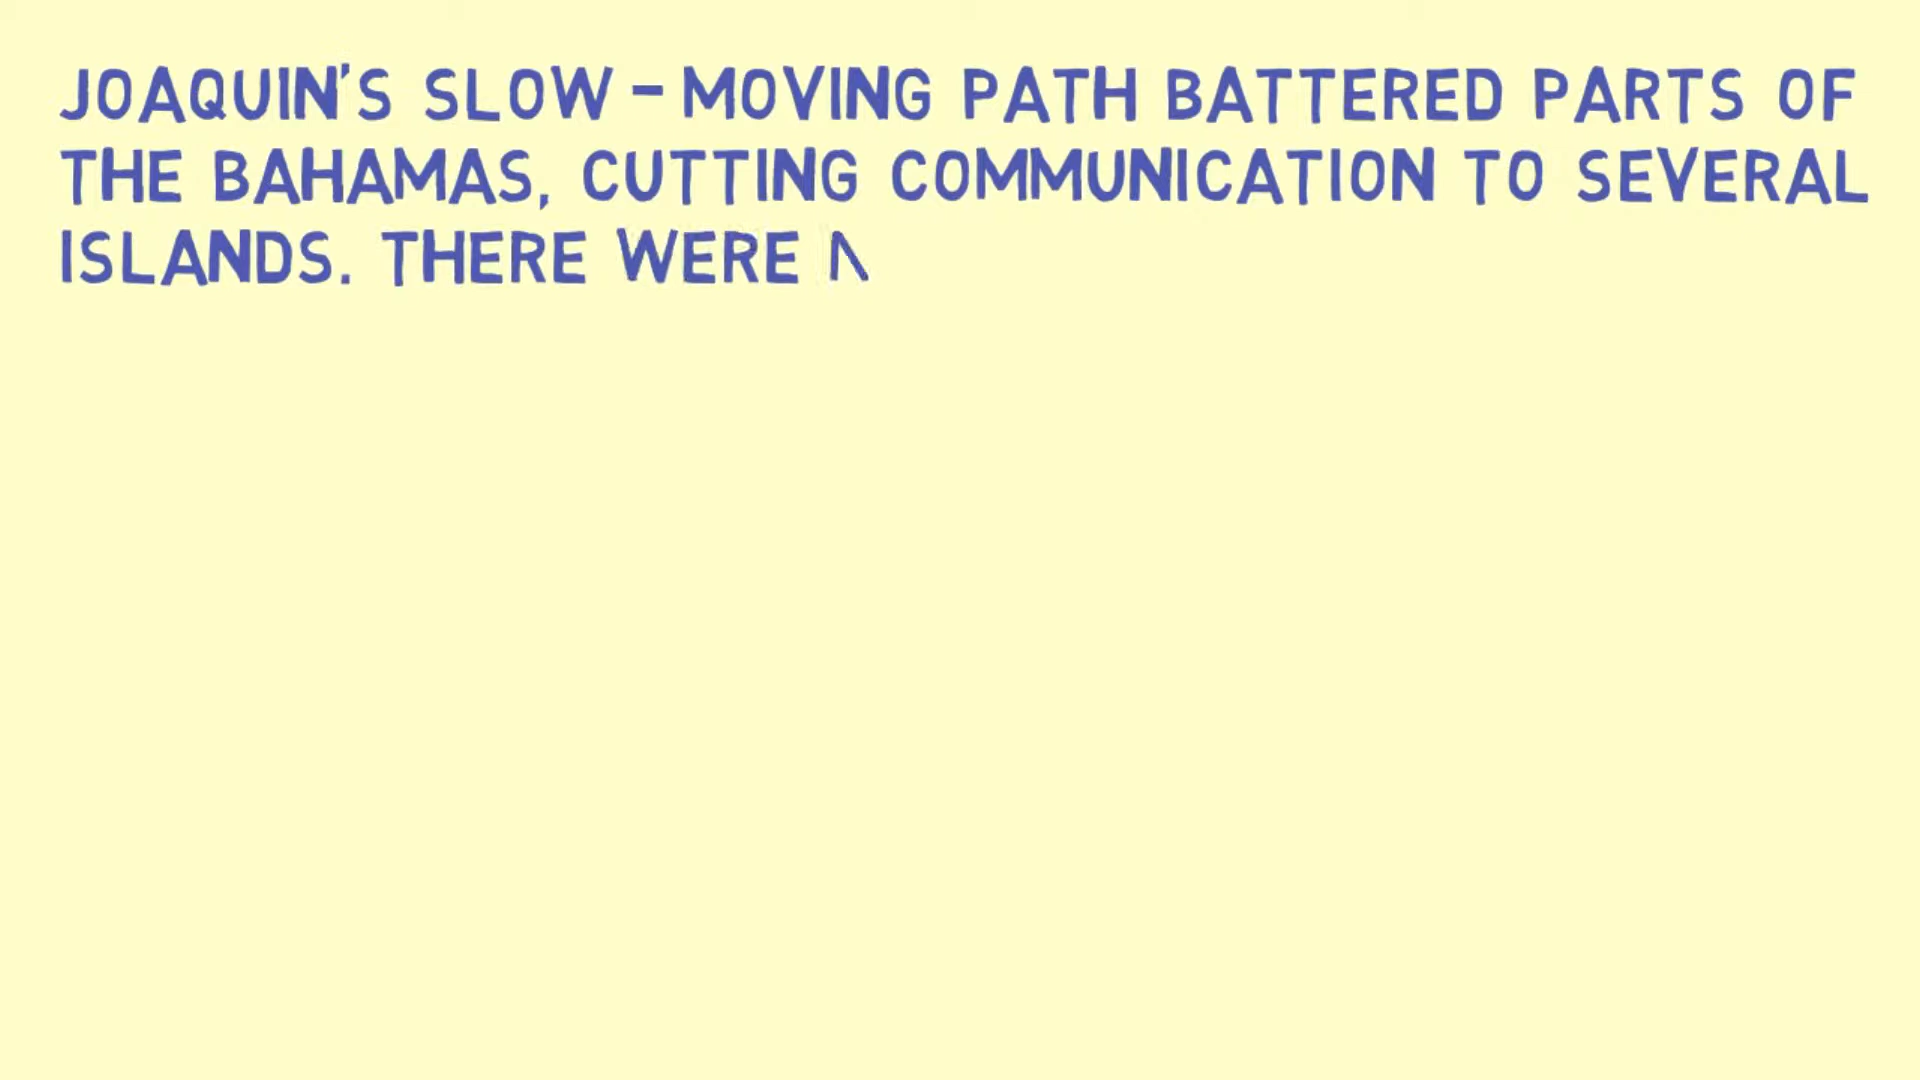 JOAQUIN'S SLOW-MOVING PATH BATTERED PARTS OF
THE BAHAMAS, CUTTING COMMUNICATION TO SEVERAL
ISLANDS. THERE WERE